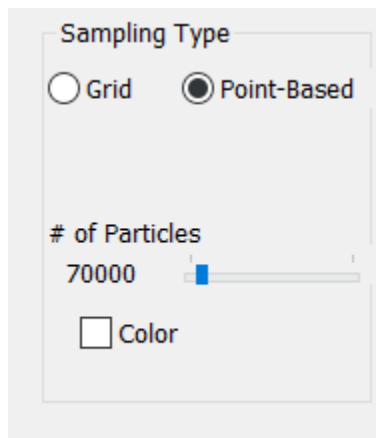 Sampling Type
Grid Point-Based
# of Particles
70000
Color